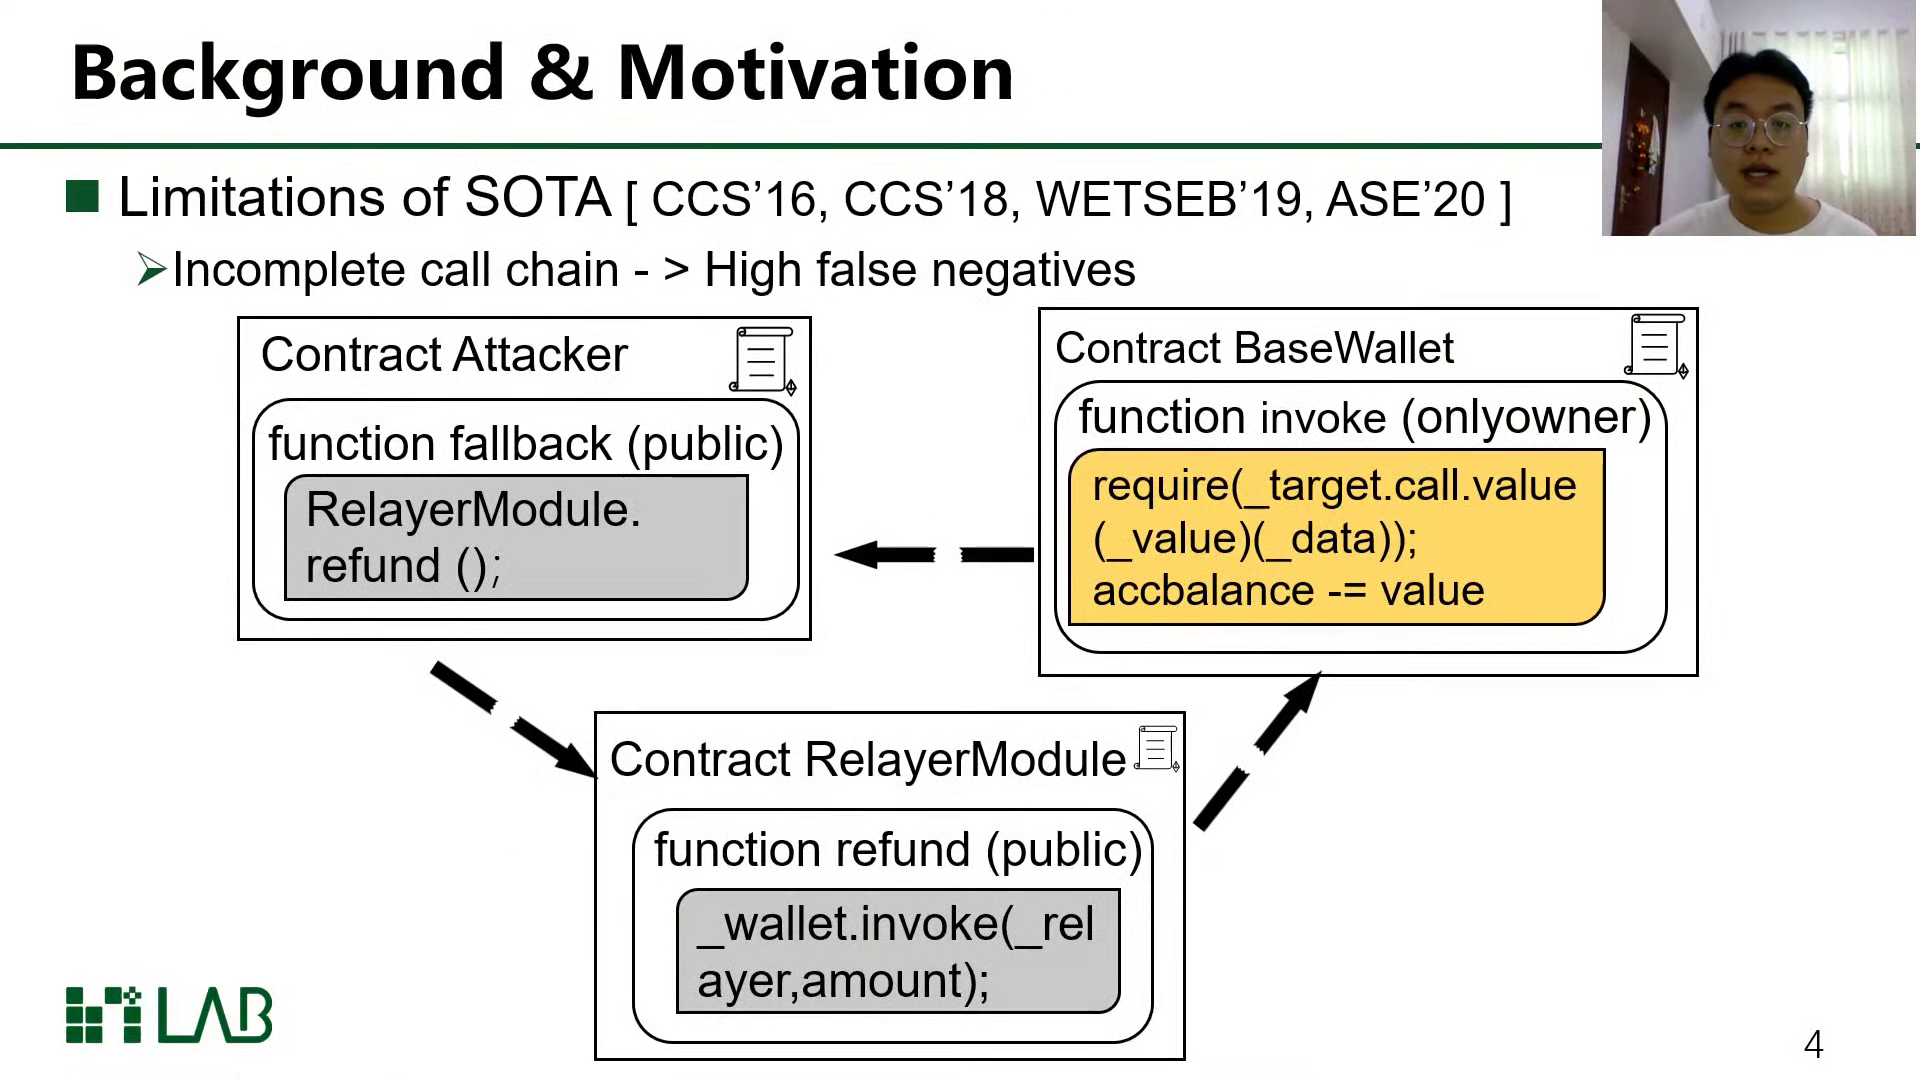 Background & Motivation
Limitations of SOTA [ CCS’16, CCS’18, WETSEB’19, ASE’20 ]
Incomplete call chain - > High false negatives
Contract Attacker
function fallback (public)
RelayerModule.
refund ();
Contract BaseWallet
function invoke (onlyowner)
require(_target.call.value
(_value)(_data));
accbalance -= value
Contract RelayerModule
function refund (public)
_wallet.invoke(_rel
ayer,amount);
LAB
4